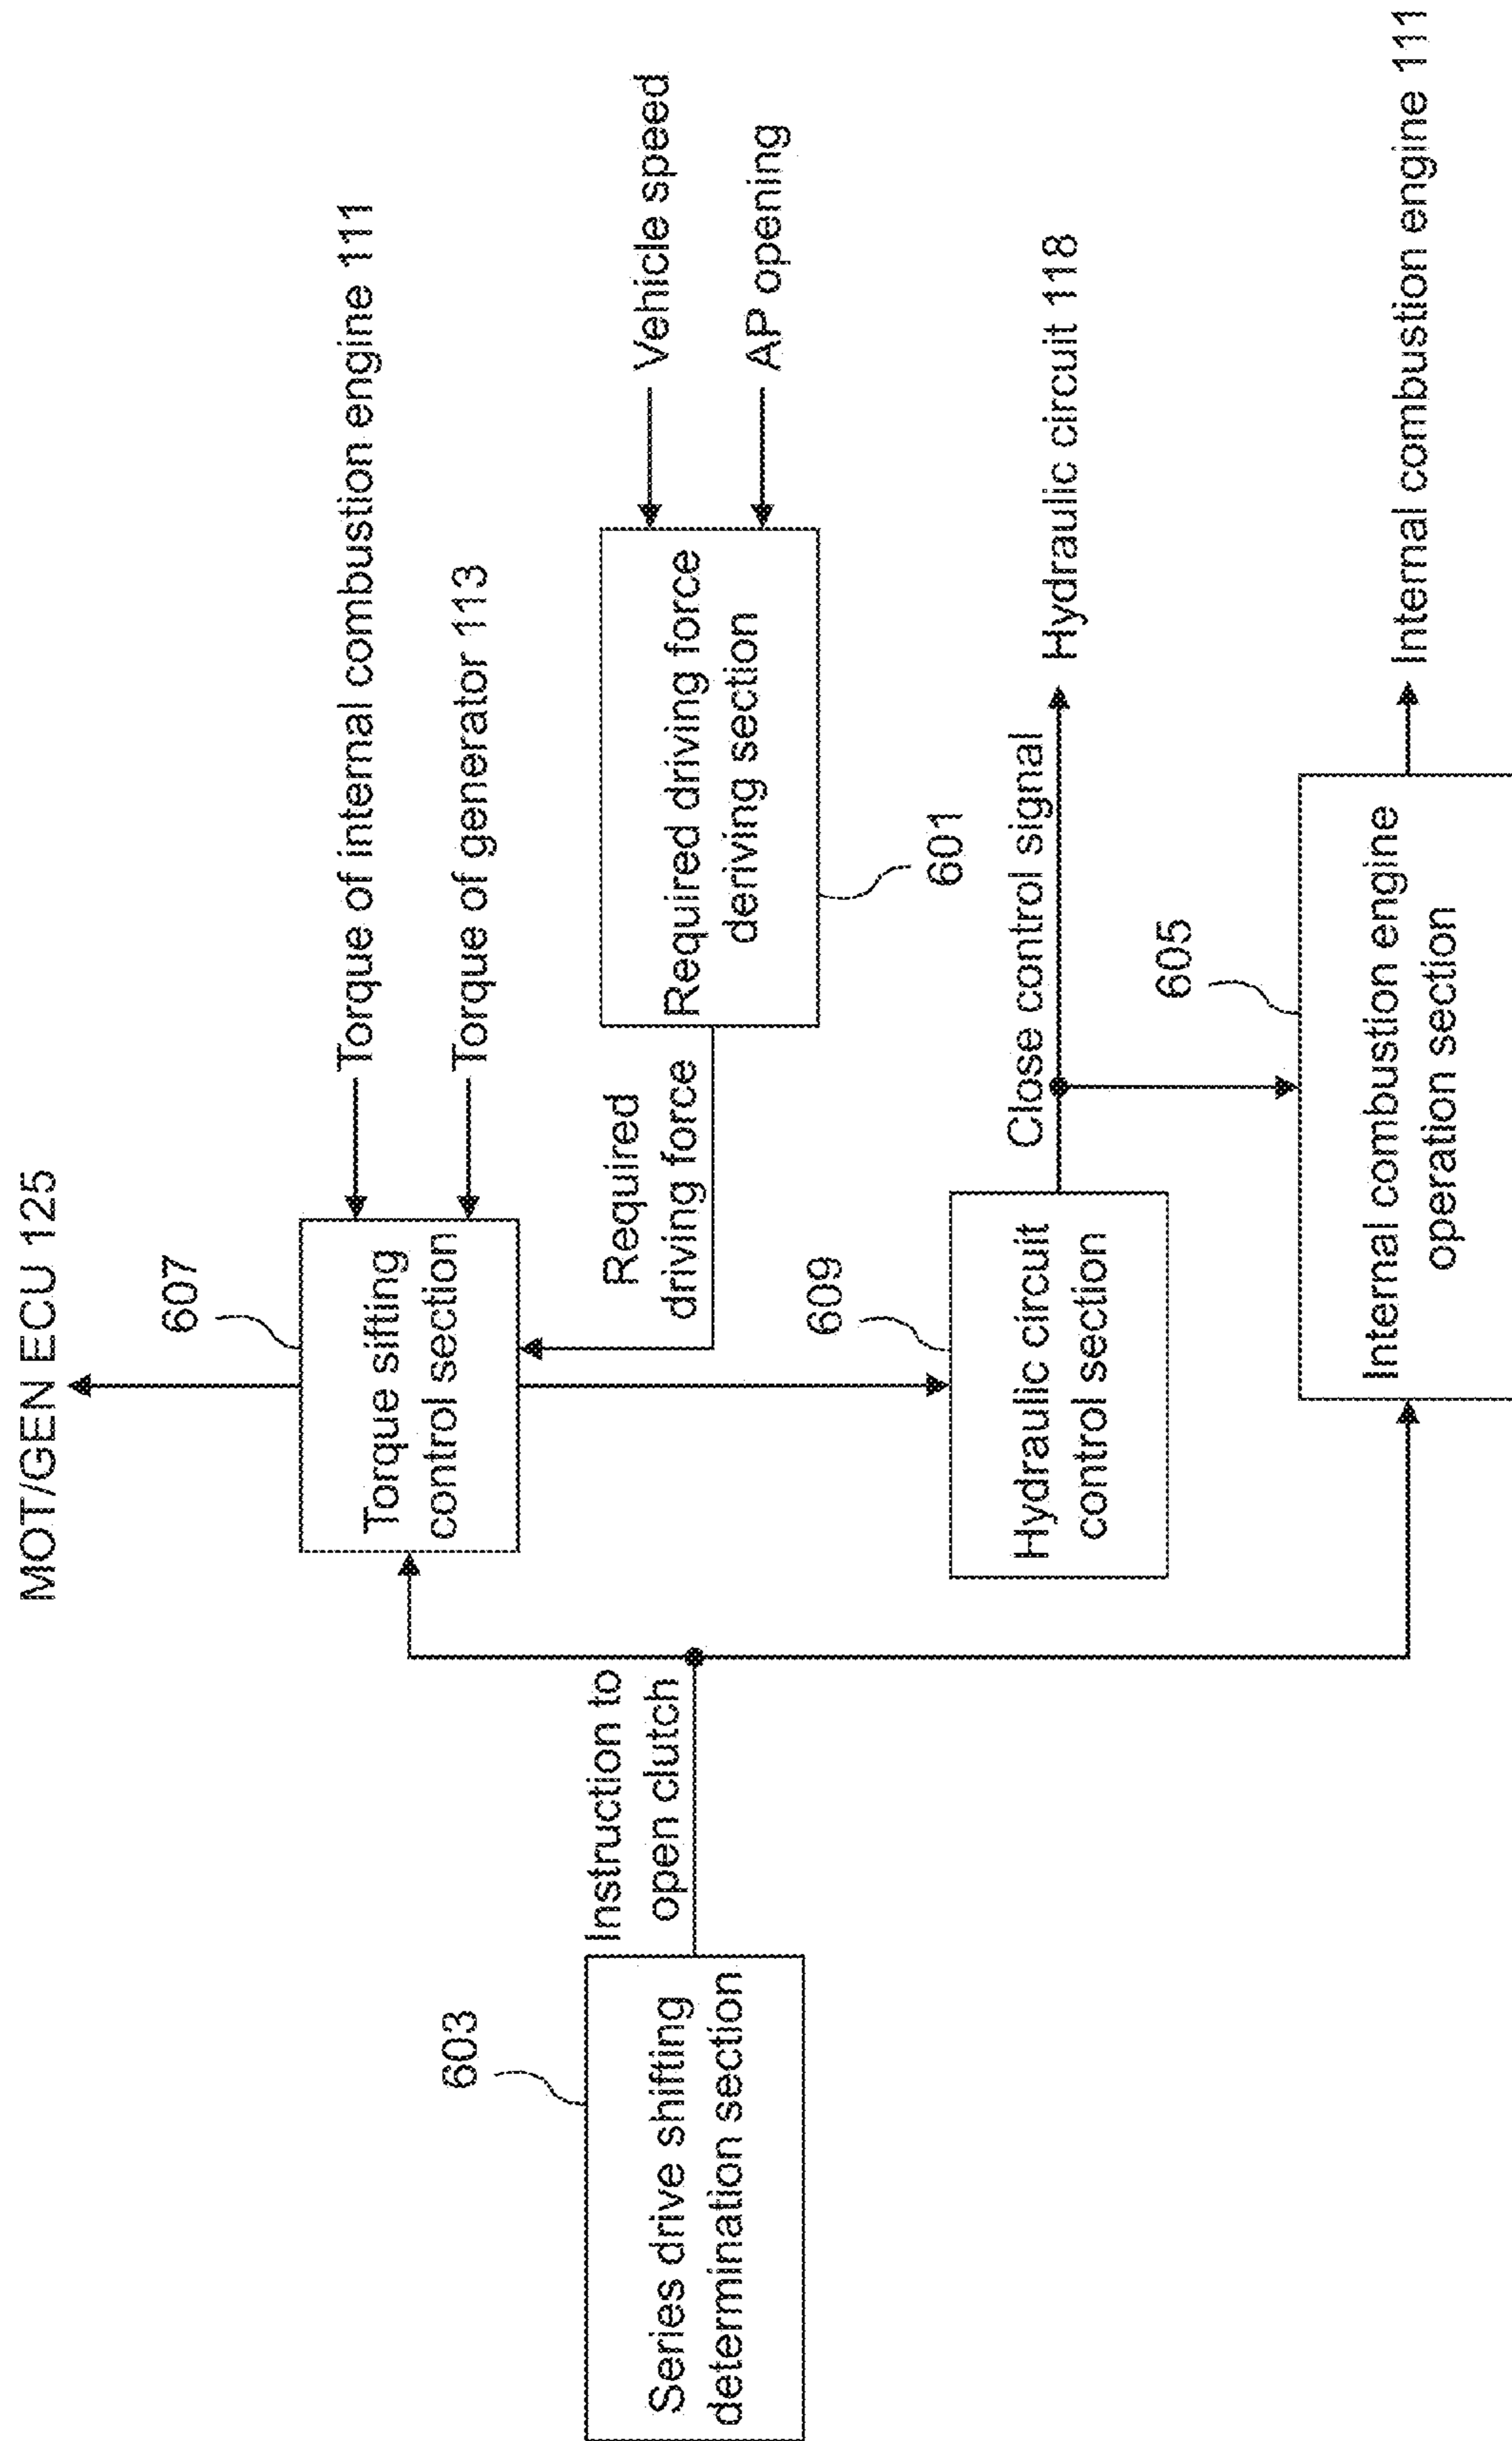 MOT/GEN ECU 125
607
Torque sifting
control section
Torque of internal combustion engine 111
Torque of generator 113
603
Series drive shifting
determination section
Instruction to
open clutch
Required
driving force
Required driving force
deriving section
601
Vehicle speed
AP opening
609
Hydraulic circuit
control section
Close control signal
Hydraulic circuit 118
605
Internal combustion engine
operation section
Internal combustion engine 111